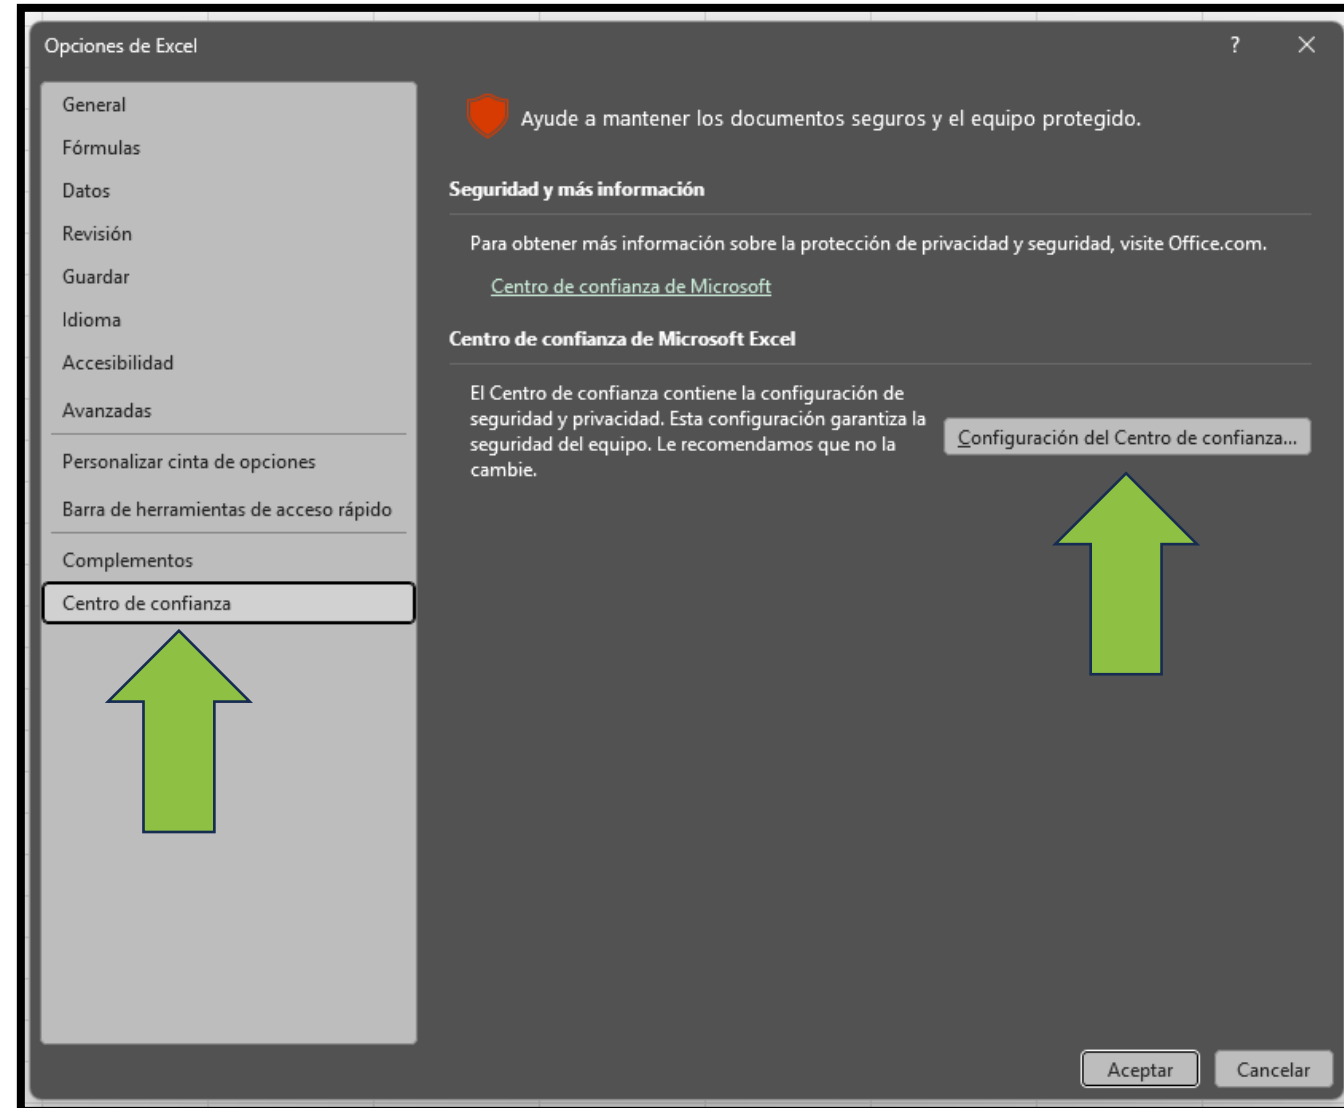 Opciones de Excel
?
General
Fórmulas
Datos
Revisión
Guardar
Idioma
Accesibilidad
Avanzadas
Personalizar cinta de opciones
Barra de herramientas de acceso rápido
Complementos
Centro de confianza
Ayude a mantener los documentos seguros y el equipo protegido.
Seguridad y más información
Para obtener más información sobre la protección de privacidad y seguridad, visite Office.com.
Centro de confianza de Microsoft
Centro de confianza de Microsoft Excel
El Centro de confianza contiene la configuración de
seguridad y privacidad. Esta configuración garantiza la
seguridad del equipo. Le recomendamos que no la
cambie.
Configuración del Centro de confianza...
Aceptar
Cancelar